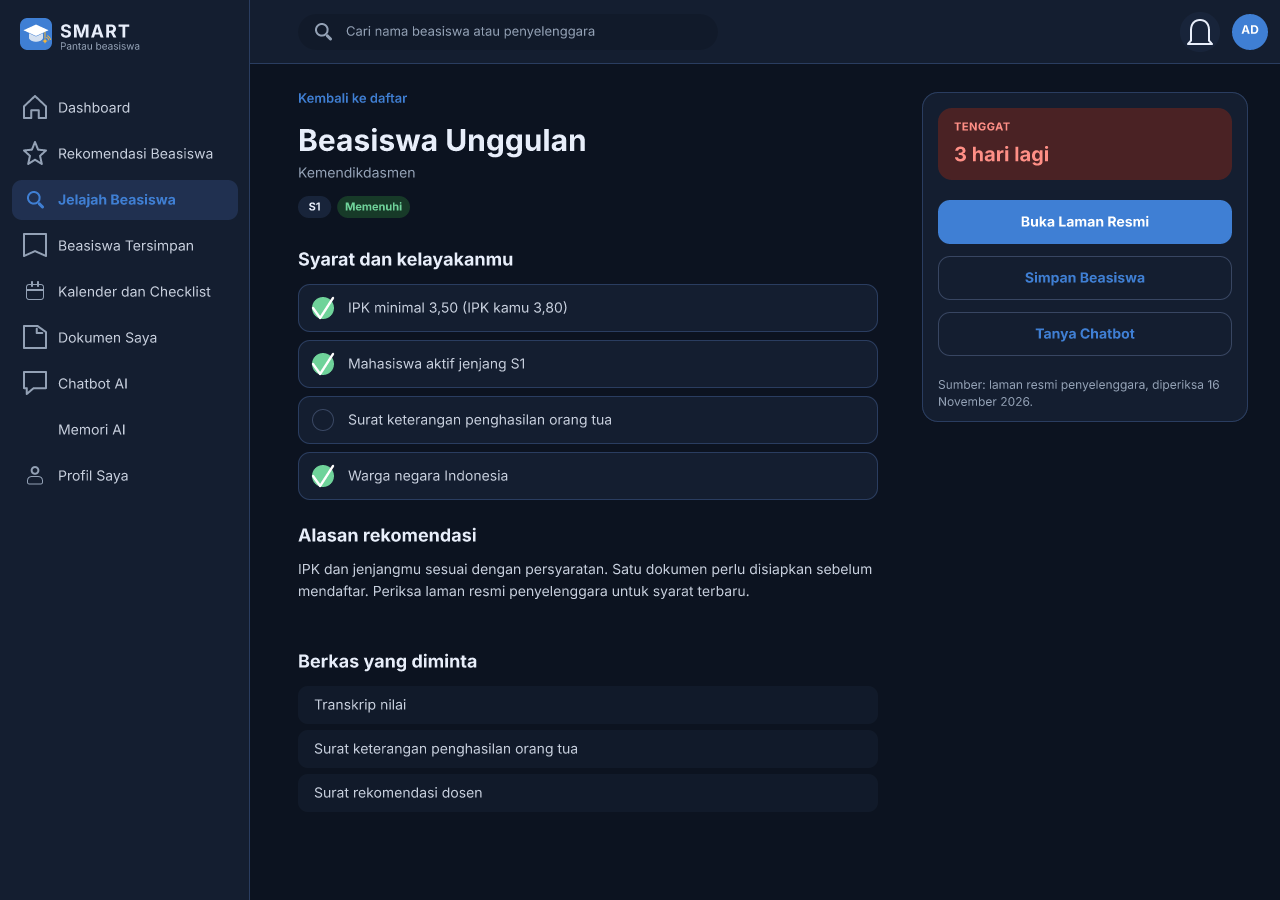 SMART
Pantau beasiswa
Dashboard
Rekomendasi Beasiswa
Jelajah Beasiswa
Beasiswa Tersimpan
Kalender dan Checklist
Dokumen Saya
Chatbot AI
Memori AI
Profil Saya
Cari nama beasiswa atau penyelenggara
AD
Kembali ke daftar
Beasiswa Unggulan
Kemendikdasmen
S1
Memenuhi
Syarat dan kelayakanmu
IPK minimal 3,50 (IPK kamu 3,80)
Mahasiswa aktif jenjang S1
Surat keterangan penghasilan orang tua
Warga negara Indonesia
Alasan rekomendasi
IPK dan jenjangmu sesuai dengan persyaratan. Satu dokumen perlu disiapkan sebelum
mendaftar. Periksa laman resmi penyelenggara untuk syarat terbaru.
Berkas yang diminta
Transkrip nilai
Surat keterangan penghasilan orang tua
Surat rekomendasi dosen
TENGGAT
3 hari lagi
Buka Laman Resmi
Simpan Beasiswa
Tanya Chatbot
Sumber: laman resmi penyelenggara, diperiksa 16
November 2026.